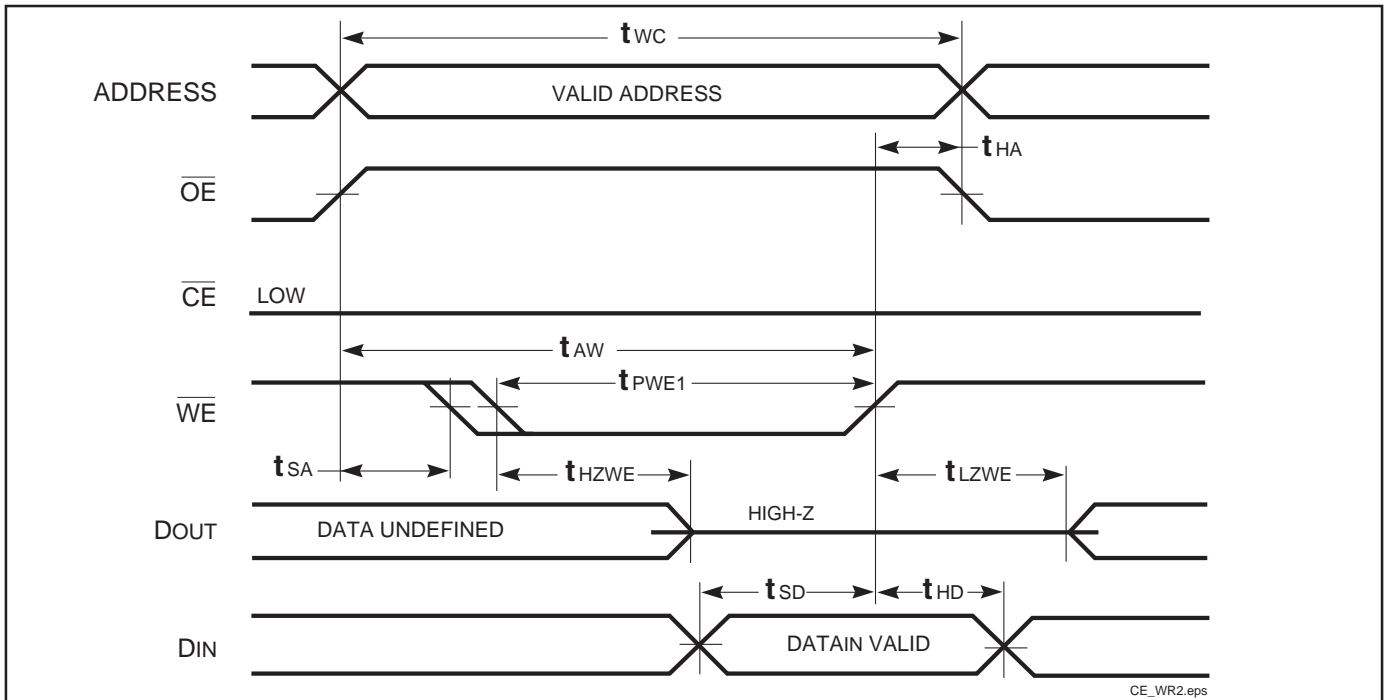 tWC
ADDRESS
VALID ADDRESS
tHA
OE
CE
LOW
tAW
tPWE1
WE
tSA
tHZWE
tLZWE
DOUT
DATA UNDEFINED
HIGH-Z
tSD
tHD
DIN
DATAIN VALID
CE_WR2.eps